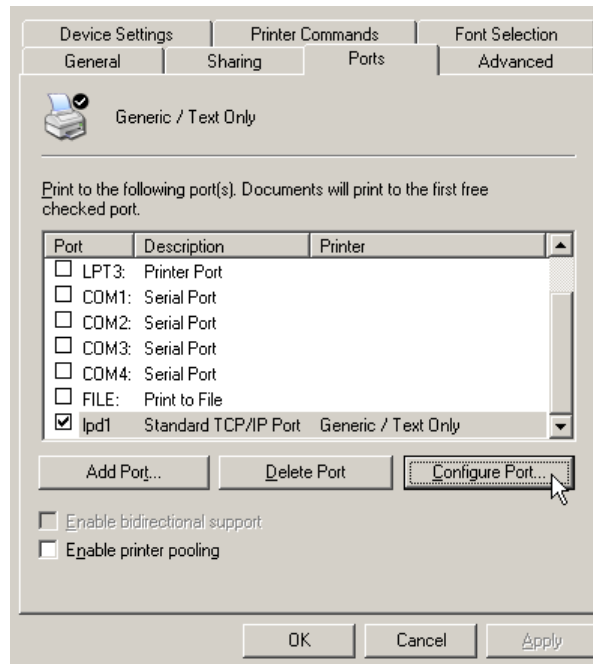 Device Settings Printer Commands Font Selection
General Sharing Ports Advanced
Generic / Text Only
Print to the following port(s). Documents will print to the first free
checked port.
Port Description Printer
LPT3: Printer Port
COM1: Serial Port
COM2: Serial Port
COM3: Serial Port
COM4: Serial Port
FILE: Print to File
lpd1 Standard TCP/IP Port Generic / Text Only
Add Port... Delete Port Configure Port...
Enable bidirectional support
Enable printer pooling
OK Cancel Apply